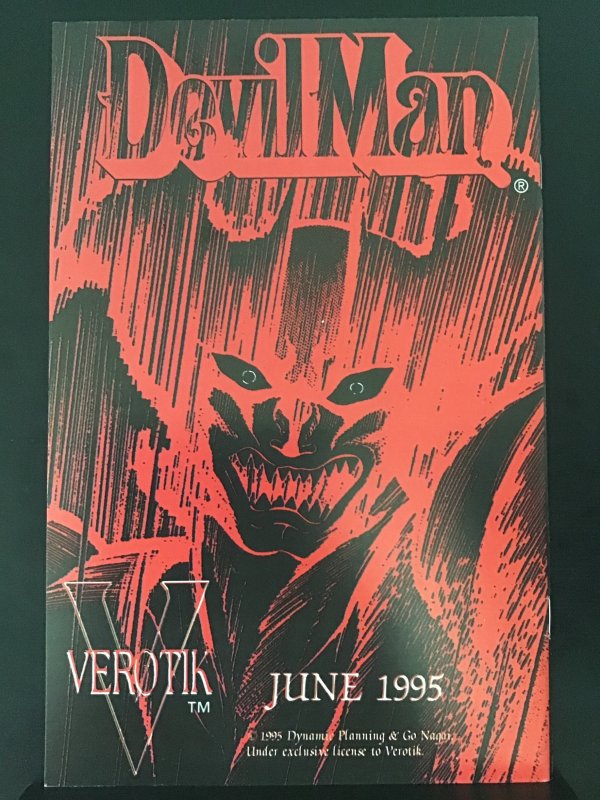 DevilMan
®
VEROTIK
TM
JUNE 1995
© 1995 Dynamic Planning & Go Nagai.
Under exclusive license to Verotik.